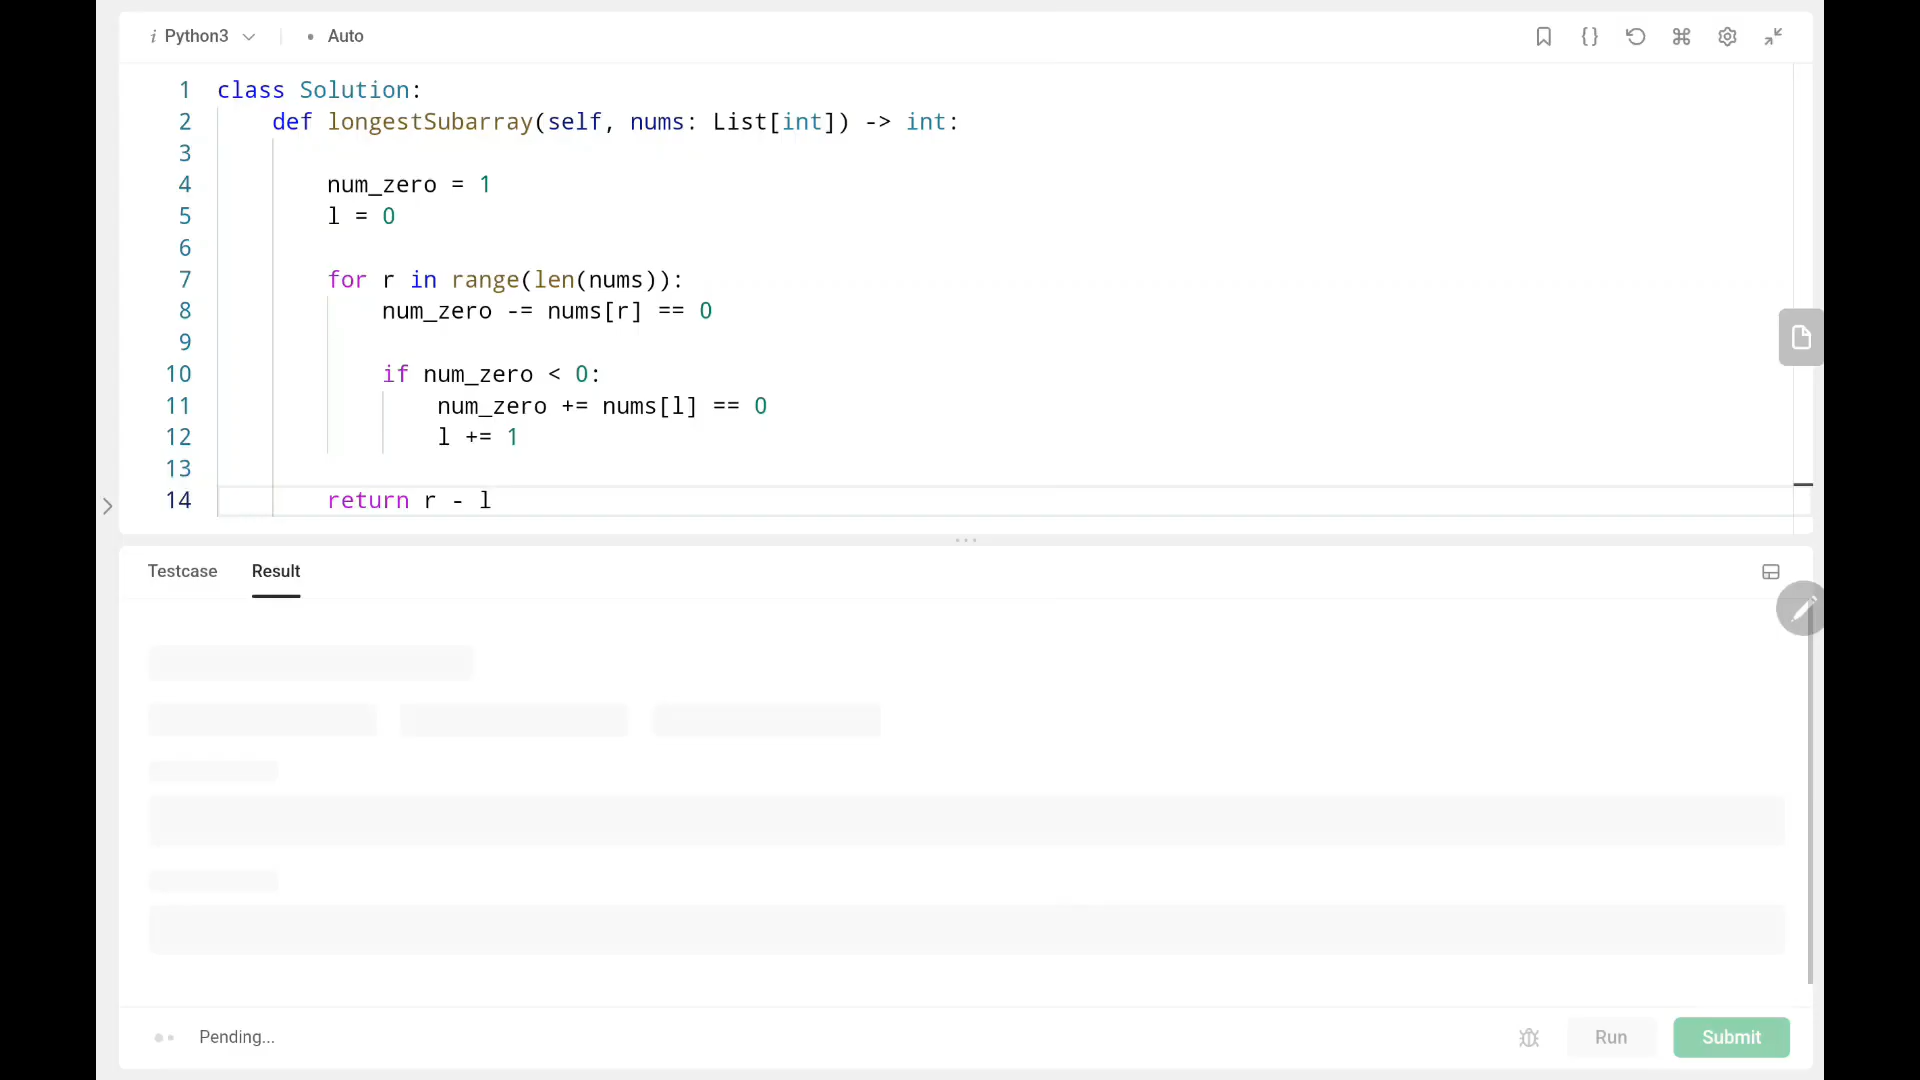 i Python3 • Auto
1 class Solution:
2 def longestSubarray(self, nums: List[int]) -> int:
3
4 num_zero = 1
5 l = 0
6
7 for r in range(len(nums)):
8 num_zero -= nums[r] == 0
9
10 if num_zero < 0:
11 num_zero += nums[l] == 0
12 l += 1
13
14 return r - l
Testcase Result
Pending... Run Submit